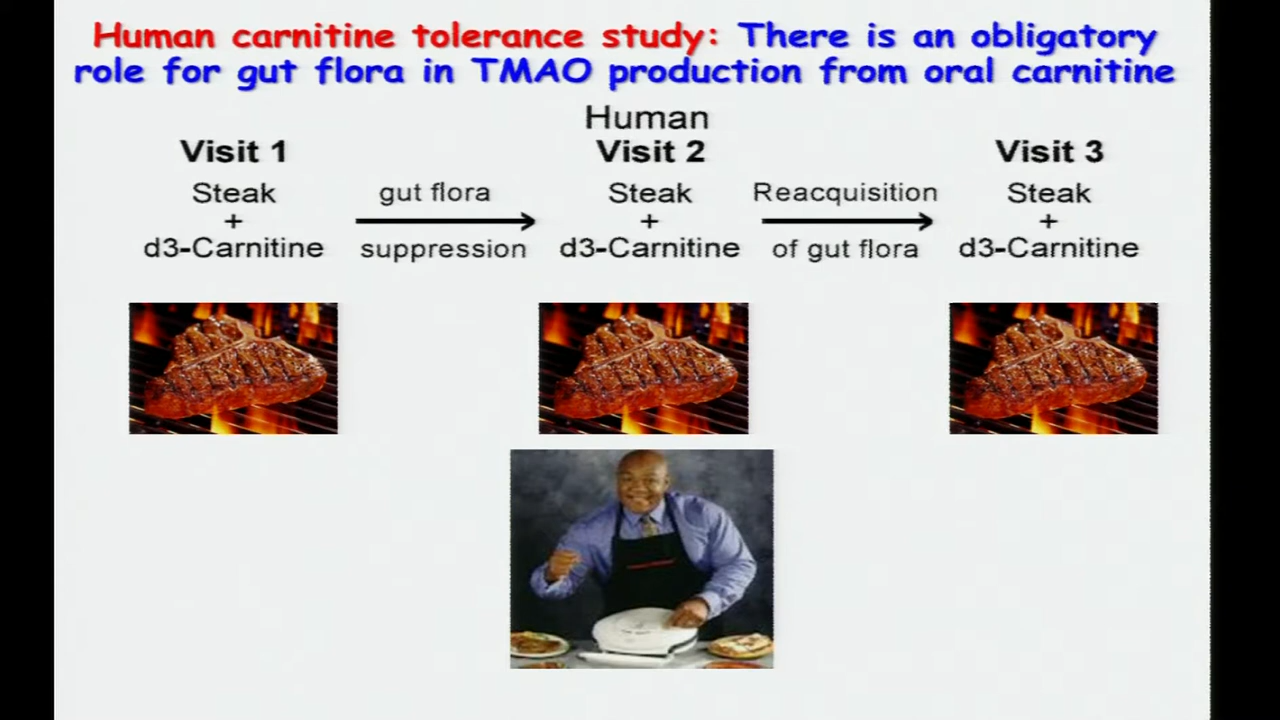 Human carnitine tolerance study: There is an obligatory
role for gut flora in TMAO production from oral carnitine
Human
Visit 1
Visit 2
Visit 3
Steak
+
d3-Carnitine
gut flora
suppression
Steak
+
d3-Carnitine
Reacquisition
of gut flora
Steak
+
d3-Carnitine